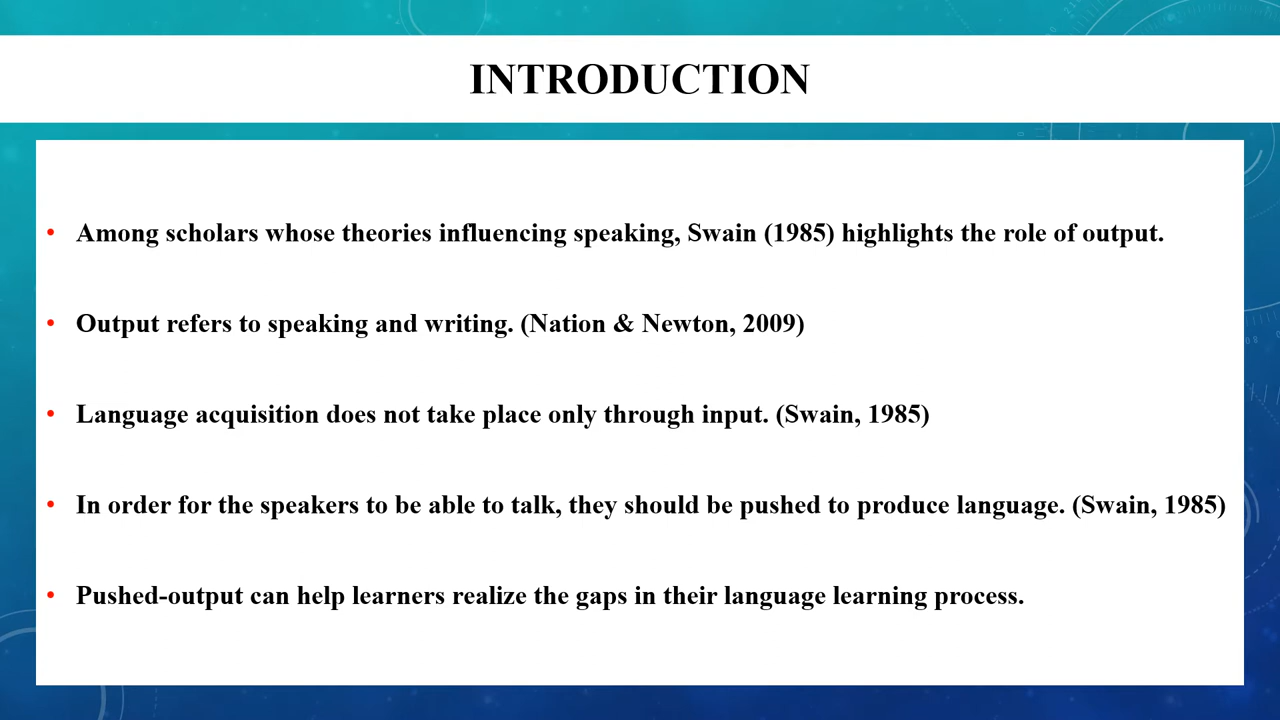 INTRODUCTION
• Among scholars whose theories influencing speaking, Swain (1985) highlights the role of output.
• Output refers to speaking and writing. (Nation & Newton, 2009)
• Language acquisition does not take place only through input. (Swain, 1985)
• In order for the speakers to be able to talk, they should be pushed to produce language. (Swain, 1985)
• Pushed-output can help learners realize the gaps in their language learning process.